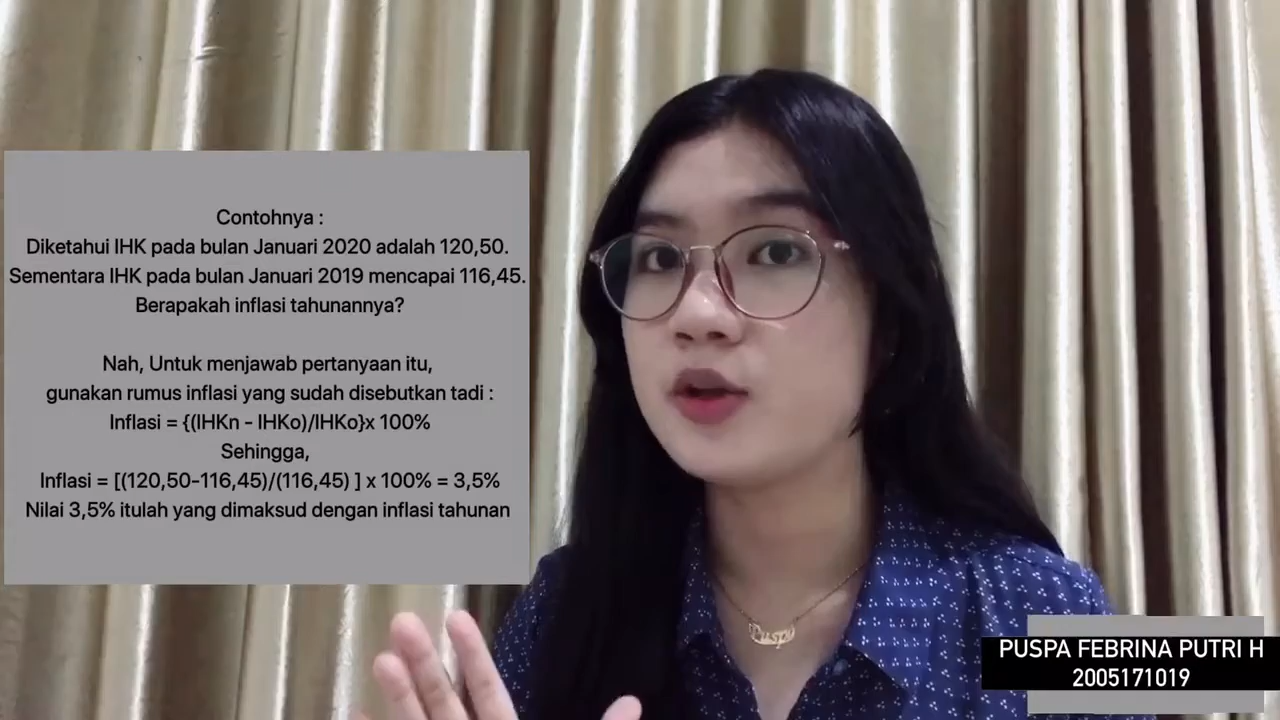 Contohnya :
Diketahui IHK pada bulan Januari 2020 adalah 120,50.
Sementara IHK pada bulan Januari 2019 mencapai 116,45.
Berapakah inflasi tahunannya?
Nah, Untuk menjawab pertanyaan itu,
gunakan rumus inflasi yang sudah disebutkan tadi :
Inflasi = {(IHKn - IHKo)/IHKo}x 100%
Sehingga,
Inflasi = [(120,50-116,45)/(116,45) ] x 100% = 3,5%
Nilai 3,5% itulah yang dimaksud dengan inflasi tahunan
Puspa
PUSPA FEBRINA PUTRI H
2005171019